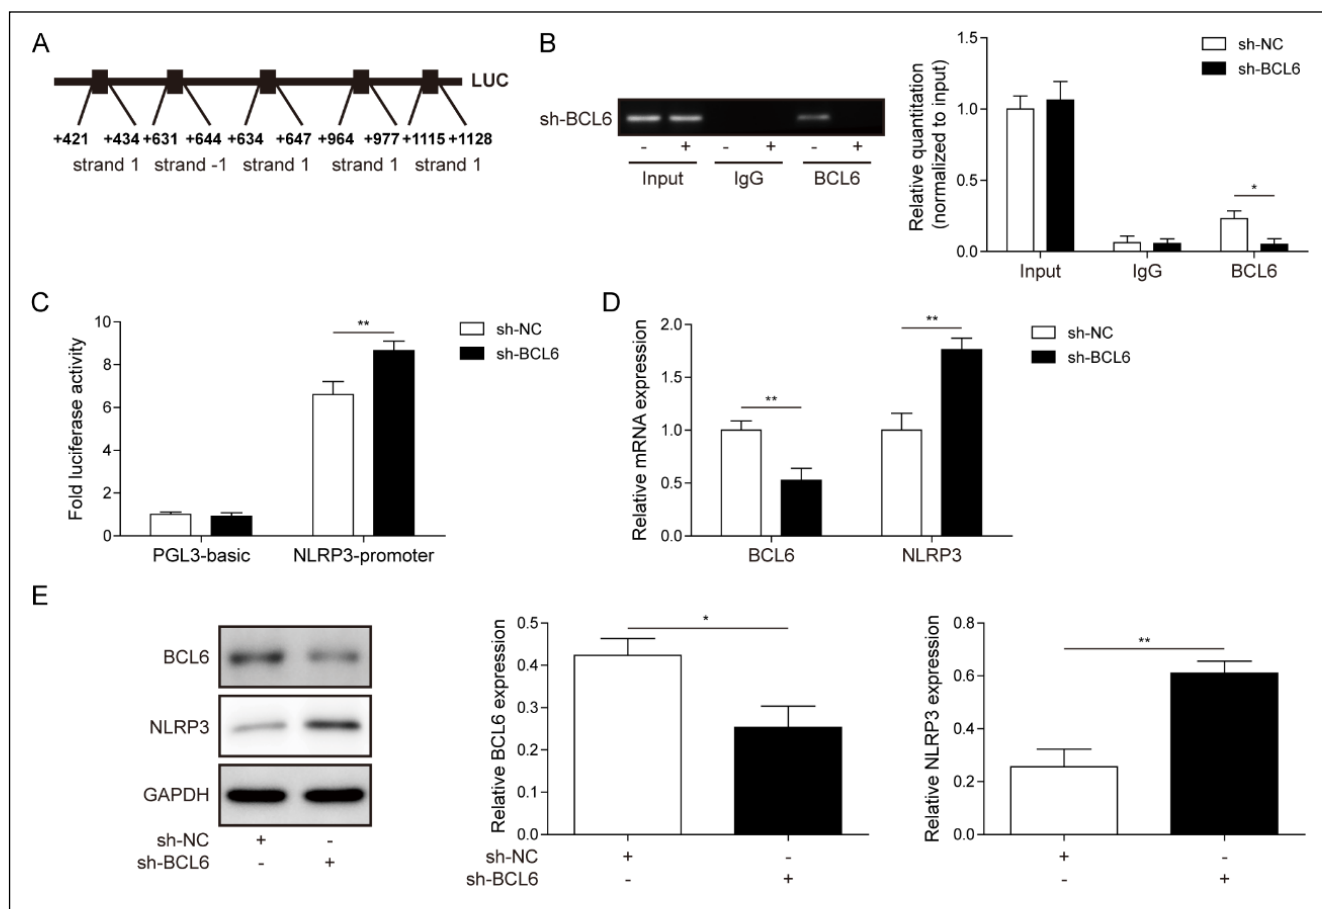 A
LUC
+421 +434 +631 +644 +634 +647 +964 +977 +1115 +1128
strand 1 strand -1 strand 1 strand 1 strand 1
B
sh-BCL6
- + - + - +
Input IgG BCL6
Relative quantitation
(normalized to input)
1.5
1.0
0.5
0.0
sh-NC
sh-BCL6
*
Input IgG BCL6
C
Fold luciferase activity
10
8
6
4
2
0
**
sh-NC
sh-BCL6
PGL3-basic NLRP3-promoter
D
Relative mRNA expression
2.0
1.5
1.0
0.5
0.0
**
**
sh-NC
sh-BCL6
BCL6 NLRP3
E
BCL6
NLRP3
GAPDH
sh-NC + -
sh-BCL6 - +
Relative BCL6 expression
0.5
0.4
0.3
0.2
0.1
0.0
*
sh-NC + -
sh-BCL6 - +
Relative NLRP3 expression
0.8
0.6
0.4
0.2
0.0
**
+ -
- +